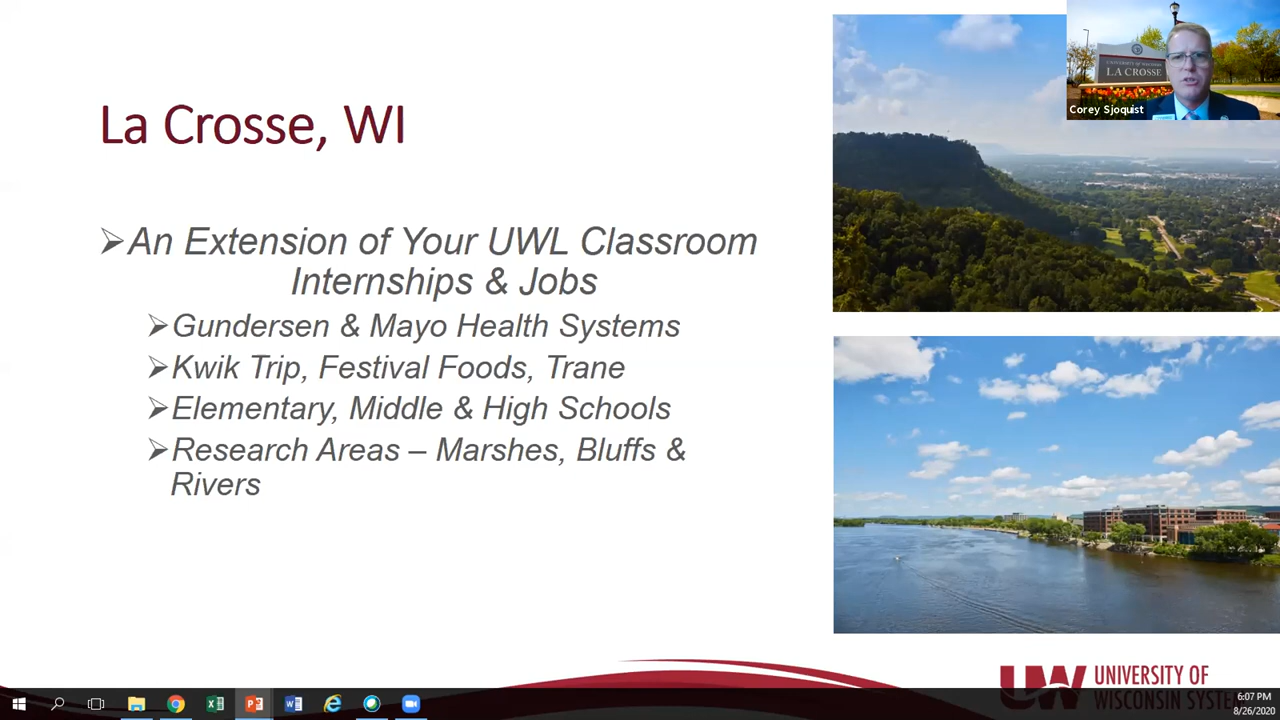 La Crosse, WI
An Extension of Your UWL Classroom
Internships & Jobs
Gundersen & Mayo Health Systems
Kwik Trip, Festival Foods, Trane
Elementary, Middle & High Schools
Research Areas – Marshes, Bluffs &
Rivers
UNIVERSITY OF WISCONSIN
LA CROSSE
Corey Sjoquist
UW
UNIVERSITY OF
WISCONSIN SYSTEM
6:07 PM
8/26/2020